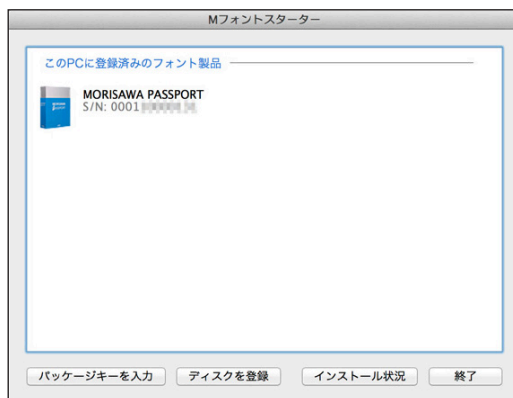 Mフォントスターター
このPCに登録済みのフォント製品
MORISAWA PASSPORT
S/N: 0001
パッケージキーを入力
ディスクを登録
インストール状況
終了